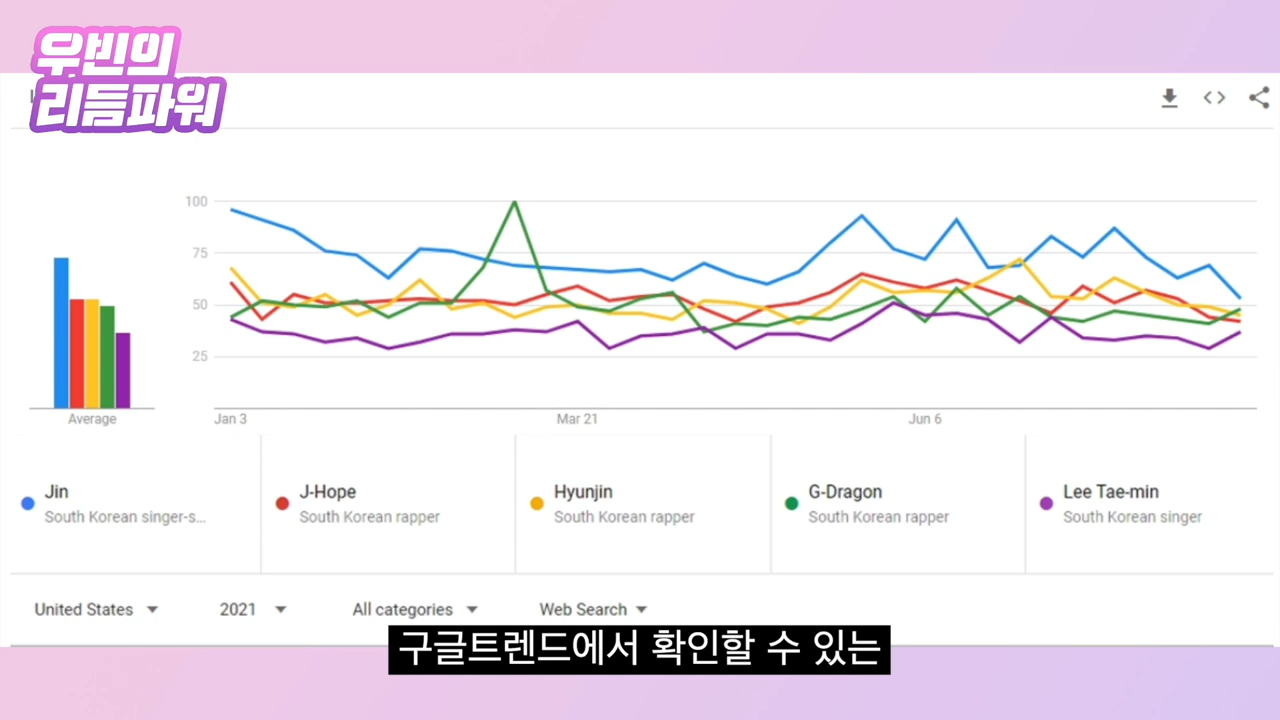 우빈의
리듬파워
100
75
50
25
Average
Jan 3
Mar 21
Jun 6
Jin
South Korean singer-s...
J-Hope
South Korean rapper
Hyunjin
South Korean rapper
G-Dragon
South Korean rapper
Lee Tae-min
South Korean singer
United States
2021
All categories
Web Search
구글트렌드에서 확인할 수 있는